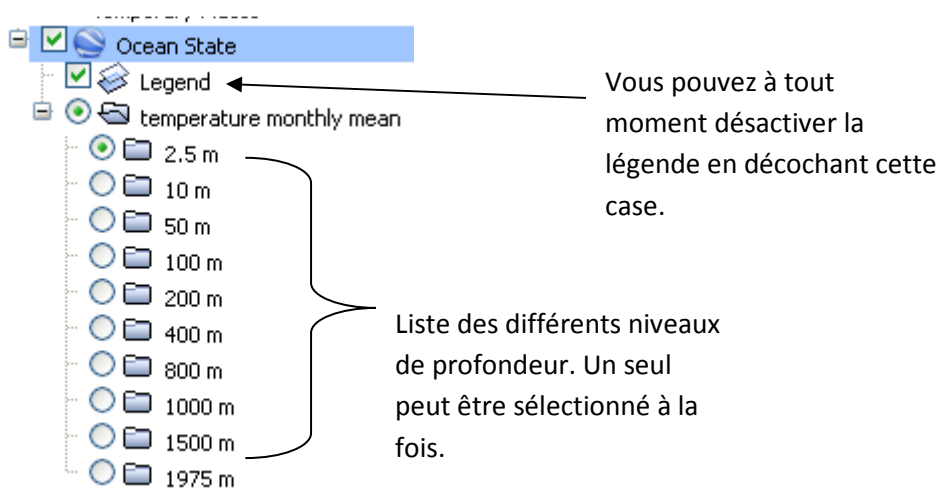 Ocean State
Legend
temperature monthly mean
2.5 m
10 m
50 m
100 m
200 m
400 m
800 m
1000 m
1500 m
1975 m
Vous pouvez à tout
moment désactiver la
légende en décochant cette
case.
Liste des différents niveaux
de profondeur. Un seul
peut être sélectionné à la
fois.